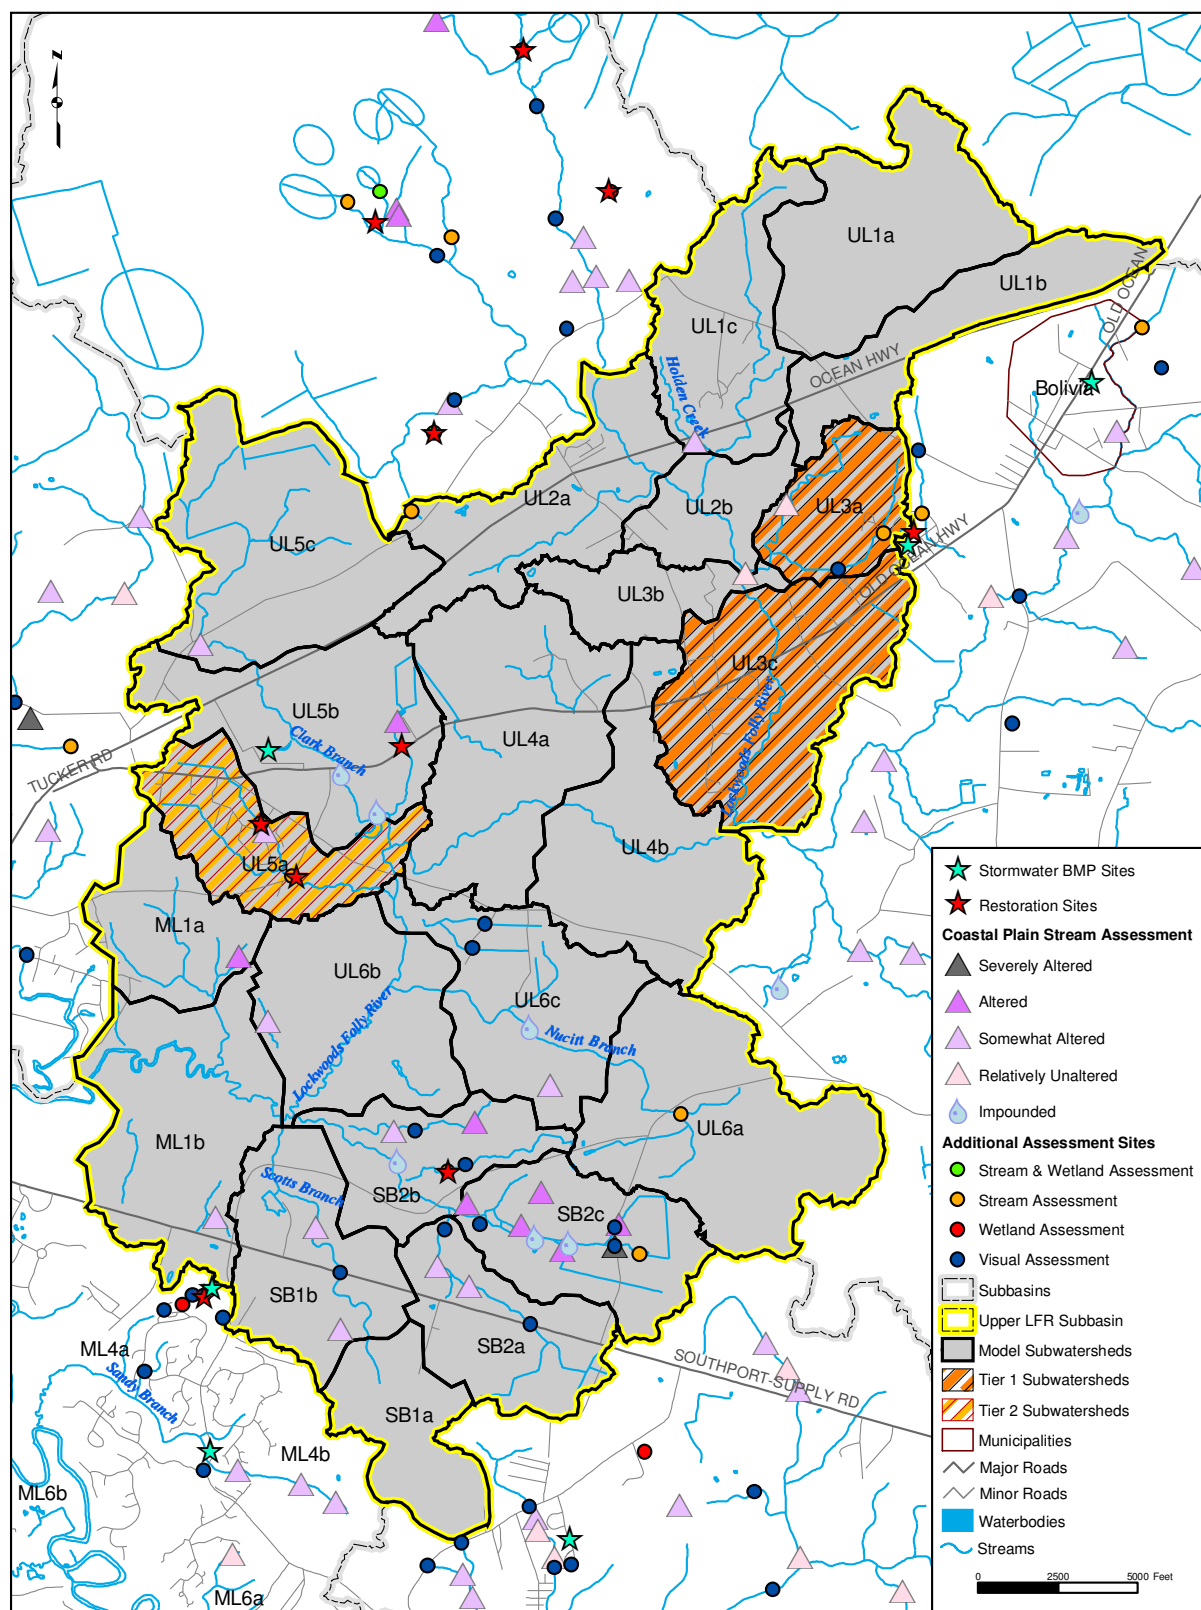 N
UL1a
UL1b
OLD OCEAN
UL1c
OCEAN HWY
Holden Creek
Bolivia
UL2a
UL2b
UL3a
UL5c
OLD OCEAN HWY
UL3b
UL3c
UL5b
UL4a
Clark Branch
Lockwoods Folly River
TUCKER RD
UL4b
UL5a
ML1a
UL6b
UL6c
Lockwoods Folly River
Nucitt Branch
ML1b
UL6a
Scotts Branch
SB2b
SB2c
SB1b
SB2a
ML4a
SOUTHPORT-SUPPLY RD
Sandy Branch
SB1a
ML4b
ML6b
ML6a
Stormwater BMP Sites
Restoration Sites
Coastal Plain Stream Assessment
Severely Altered
Altered
Somewhat Altered
Relatively Unaltered
Impounded
Additional Assessment Sites
Stream & Wetland Assessment
Stream Assessment
Wetland Assessment
Visual Assessment
Subbasins
Upper LFR Subbasin
Model Subwatersheds
Tier 1 Subwatersheds
Tier 2 Subwatersheds
Municipalities
Major Roads
Minor Roads
Waterbodies
Streams
0 2500 5000 Feet